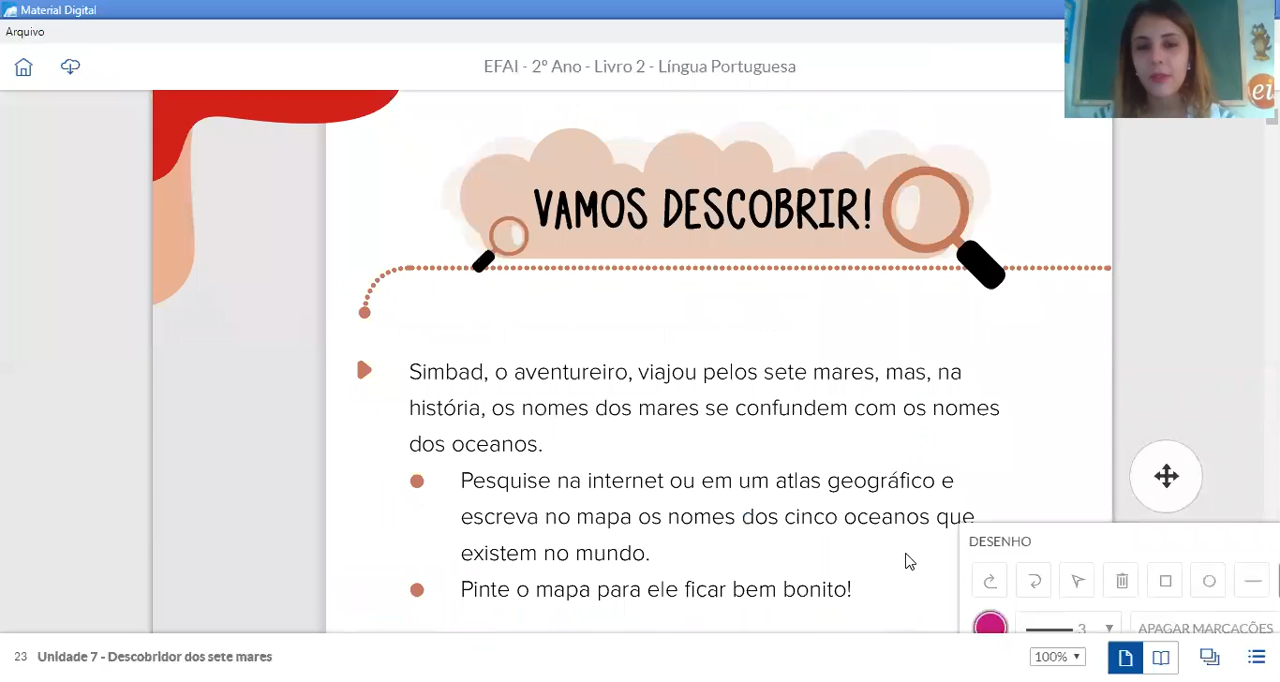 Material Digital
Arquivo
EFAI - 2º Ano - Livro 2 - Língua Portuguesa
ei
VAMOS DESCOBRIR!
Simbad, o aventureiro, viajou pelos sete mares, mas, na
história, os nomes dos mares se confundem com os nomes
dos oceanos.
Pesquise na internet ou em um atlas geográfico e
escreva no mapa os nomes dos cinco oceanos que
existem no mundo.
Pinte o mapa para ele ficar bem bonito!
DESENHO
3
APAGAR MARCAÇÕES
23 Unidade 7 - Descobridor dos sete mares
100%